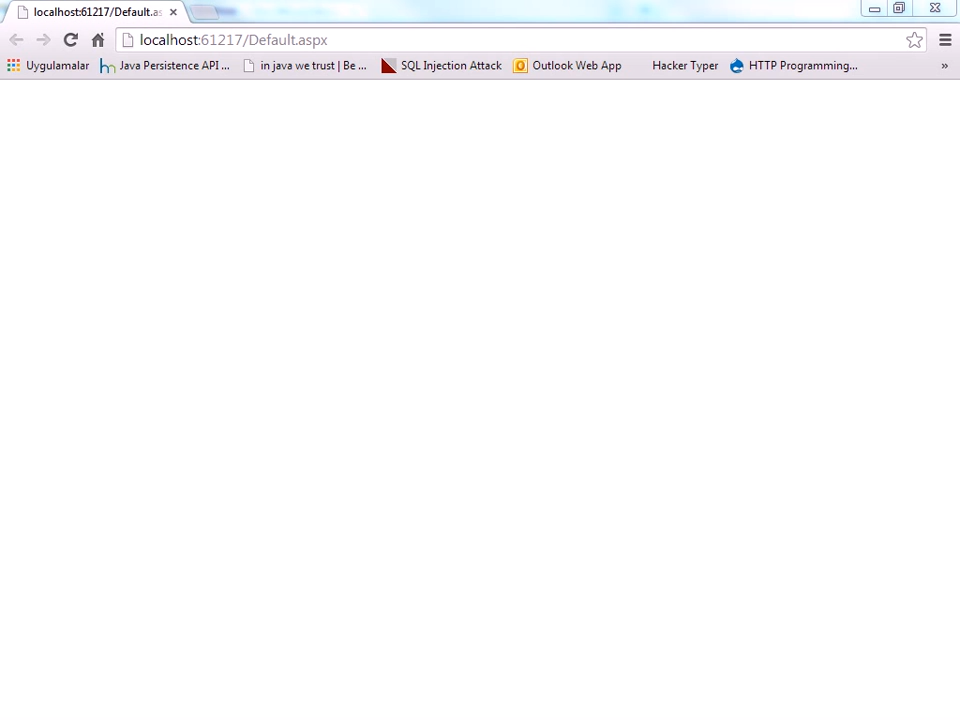 localhost:61217/Default.as
localhost:61217/Default.aspx
Uygulamalar Java Persistence API ... in java we trust | Be ... SQL Injection Attack Outlook Web App Hacker Typer HTTP Programming... »